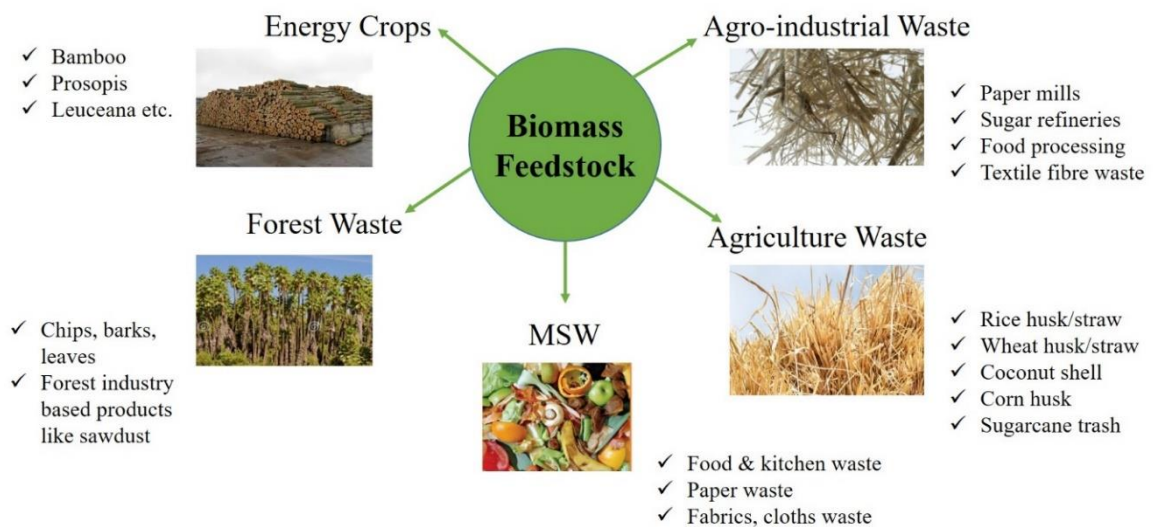 Energy Crops
✓ Bamboo
✓ Prosopis
✓ Leuceana etc.
Biomass
Feedstock
Agro-industrial Waste
✓ Paper mills
✓ Sugar refineries
✓ Food processing
✓ Textile fibre waste
Forest Waste
✓ Chips, barks,
leaves
✓ Forest industry
based products
like sawdust
MSW
✓ Food & kitchen waste
✓ Paper waste
✓ Fabrics, cloths waste
Agriculture Waste
✓ Rice husk/straw
✓ Wheat husk/straw
✓ Coconut shell
✓ Corn husk
✓ Sugarcane trash